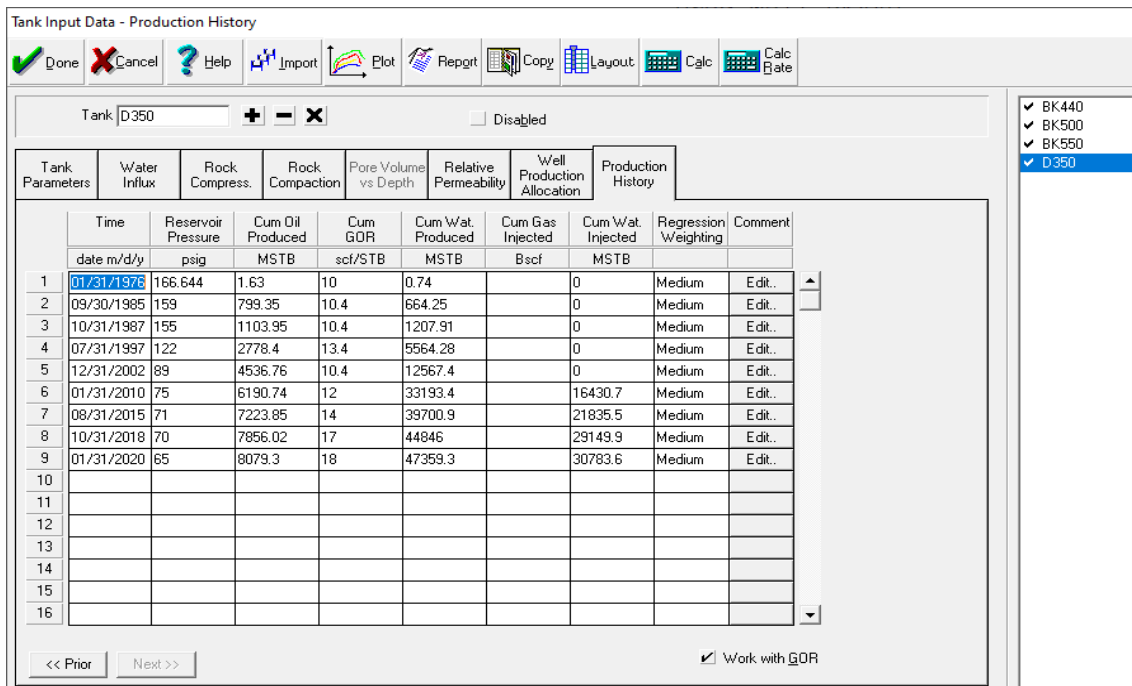 Tank Input Data - Production History
Done Cancel Help Import Plot Report Copy Layout Calc Calc Rate
Tank D350 Disabled
BK440
BK500
BK550
D350
Tank Parameters Water Influx Rock Compress. Rock Compaction Pore Volume vs Depth Relative Permeability Well Production Allocation Production History
Time Reservoir Pressure Cum Oil Produced Cum GOR Cum Wat. Produced Cum Gas Injected Cum Wat. Injected Regression Weighting Comment
date m/d/y psig MSTB scf/STB MSTB Bscf MSTB
1 01/31/1976 166.644 1.63 10 0.74 0 Medium Edit..
2 09/30/1985 159 799.35 10.4 664.25 0 Medium Edit..
3 10/31/1987 155 1103.95 10.4 1207.91 0 Medium Edit..
4 07/31/1997 122 2778.4 13.4 5564.28 0 Medium Edit..
5 12/31/2002 89 4536.76 10.4 12567.4 0 Medium Edit..
6 01/31/2010 75 6190.74 12 33193.4 16430.7 Medium Edit..
7 08/31/2015 71 7223.85 14 39700.9 21835.5 Medium Edit..
8 10/31/2018 70 7856.02 17 44846 29149.9 Medium Edit..
9 01/31/2020 65 8079.3 18 47359.3 30783.6 Medium Edit..
10
11
12
13
14
15
16
<< Prior Next >> Work with GOR